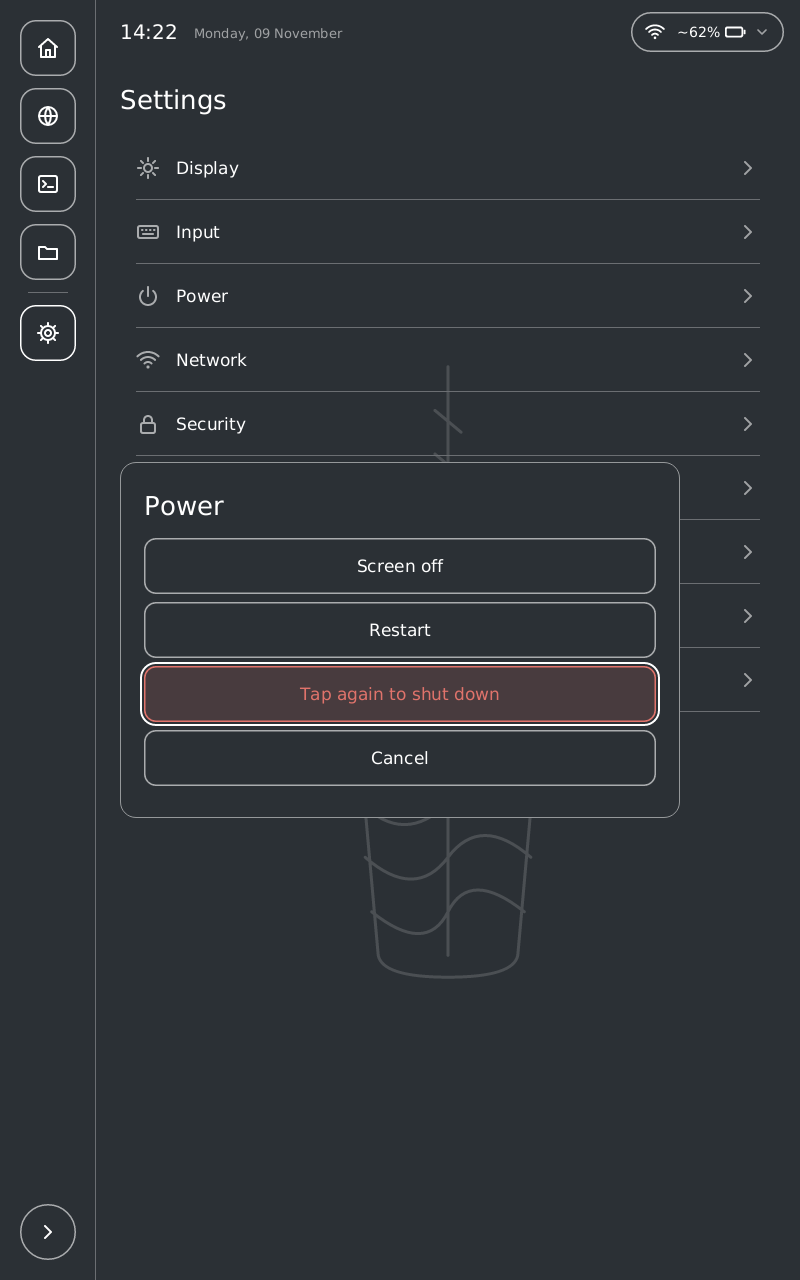 14:22 Monday, 09 November ~62%
Settings
Display
Input
Power
Network
Security
Power
Screen off
Restart
Tap again to shut down
Cancel